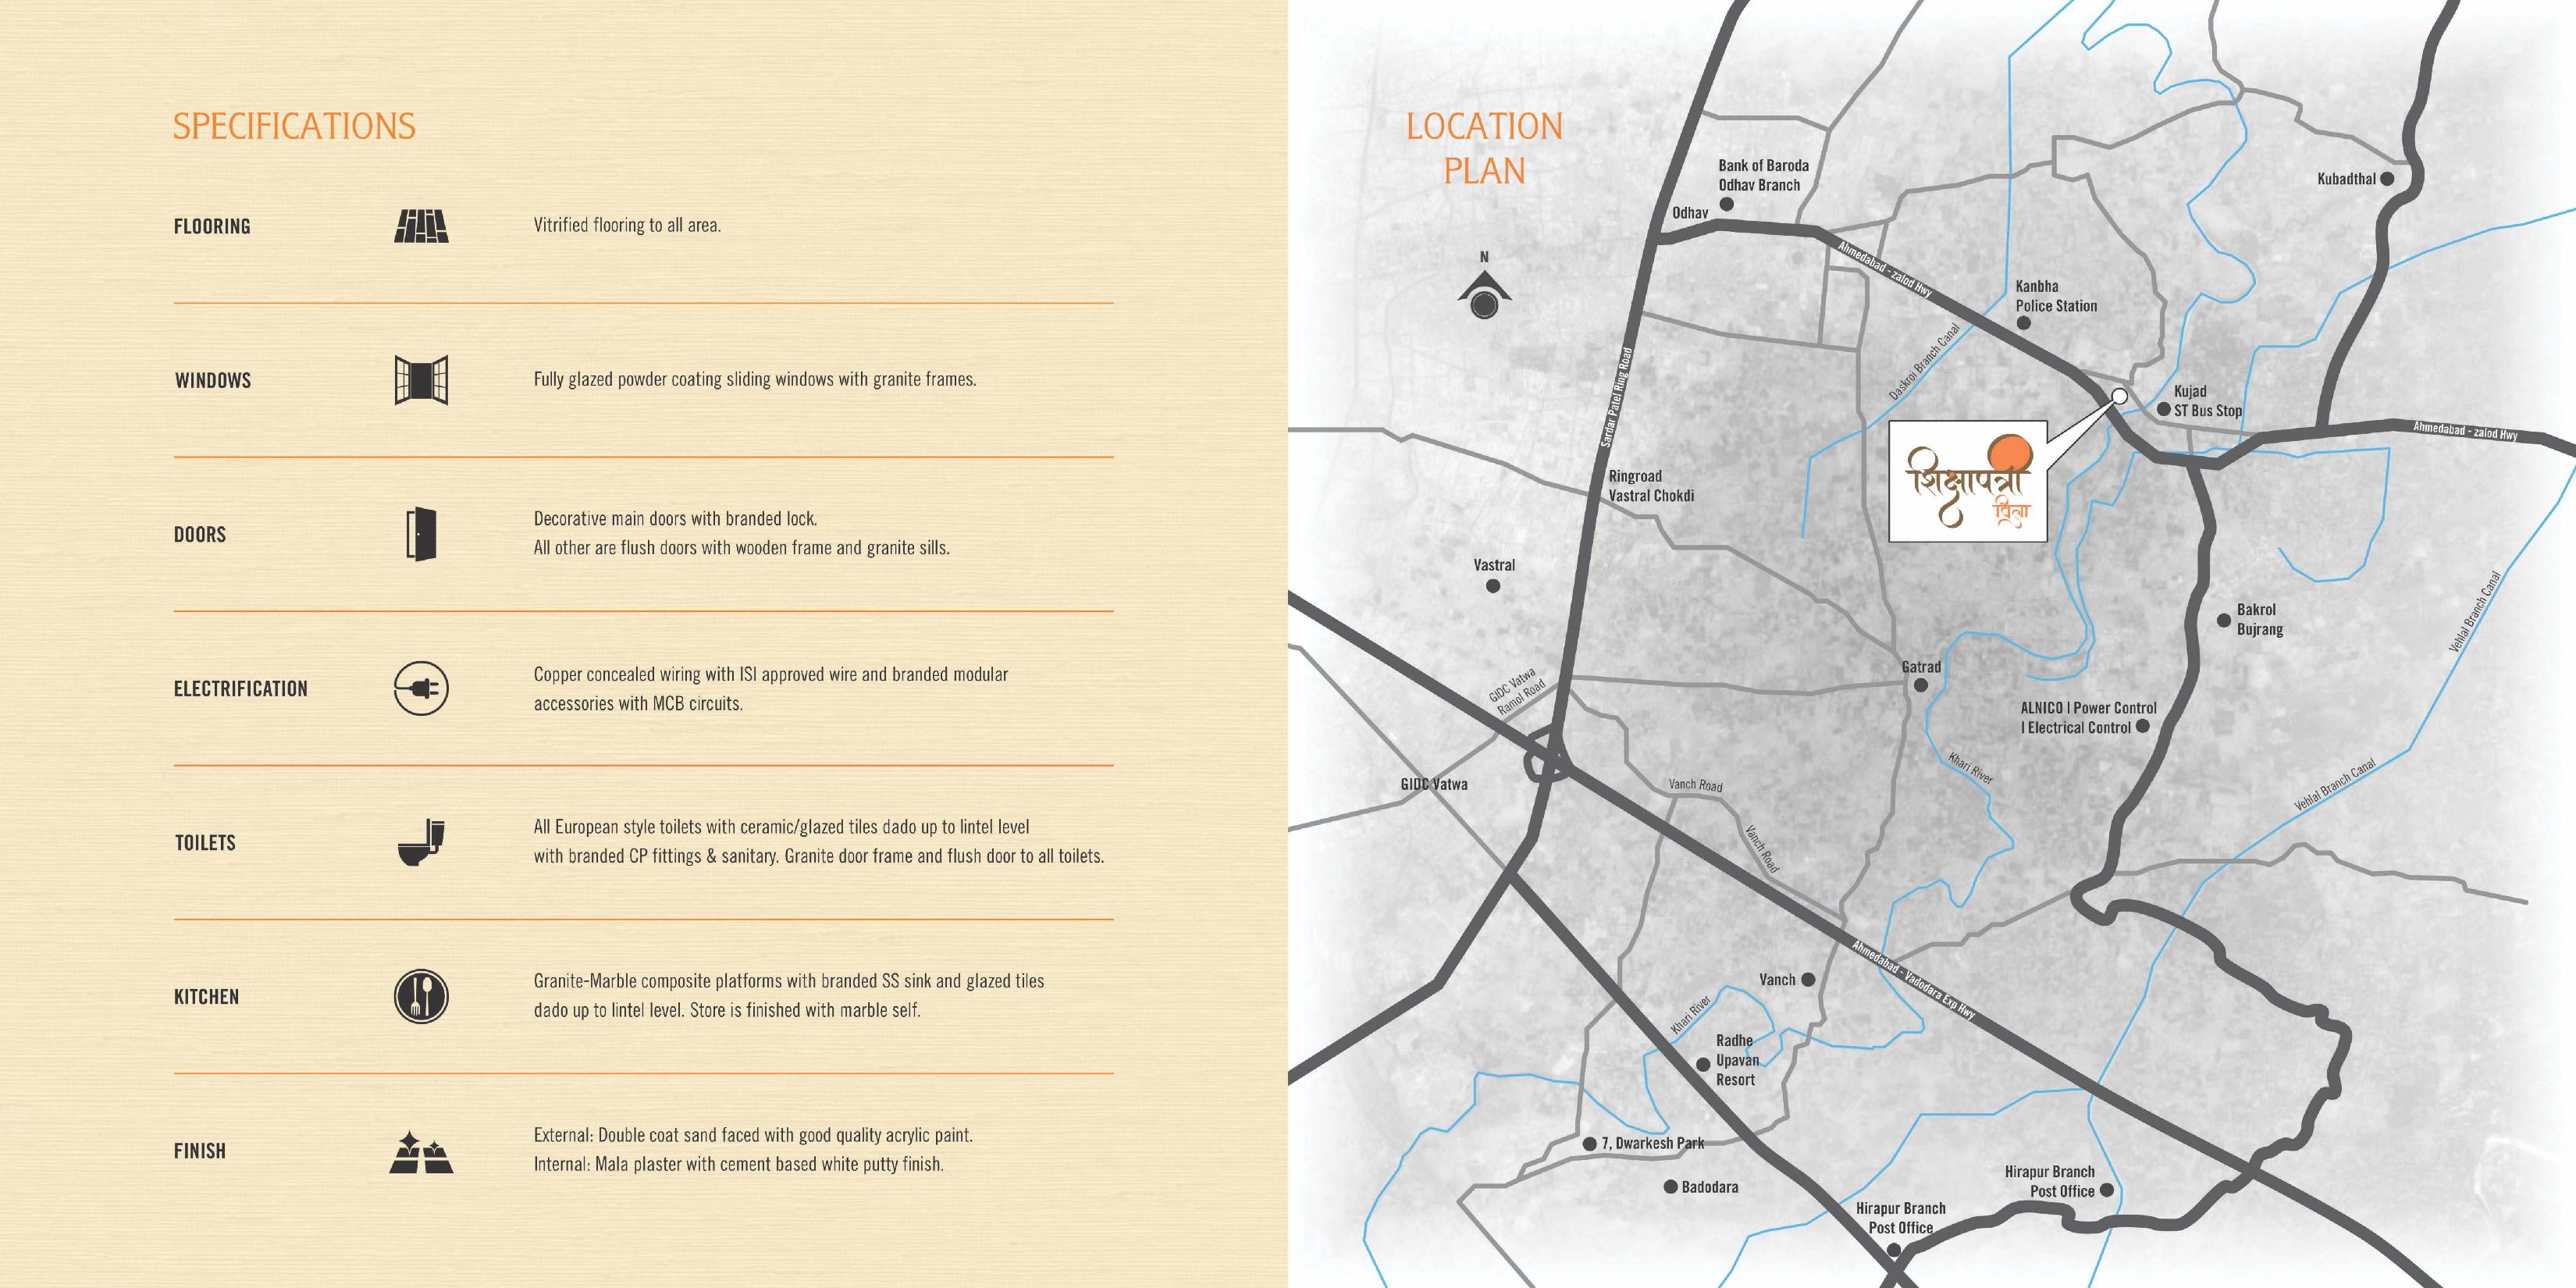 SPECIFICATIONS
FLOORING
Vitrified flooring to all area.
WINDOWS
Fully glazed powder coating sliding windows with granite frames.
DOORS
Decorative main doors with branded lock.
All other are flush doors with wooden frame and granite sills.
ELECTRIFICATION
Copper concealed wiring with ISI approved wire and branded modular
accessories with MCB circuits.
TOILETS
All European style toilets with ceramic/glazed tiles dado up to lintel level
with branded CP fittings & sanitary. Granite door frame and flush door to all toilets.
KITCHEN
Granite-Marble composite platforms with branded SS sink and glazed tiles
dado up to lintel level. Store is finished with marble self.
FINISH
External: Double coat sand faced with good quality acrylic paint.
Internal: Mala plaster with cement based white putty finish.
LOCATION
PLAN
N
Bank of Baroda
Odhav Branch
Odhav
Kubadthal
Ahmedabad - zalod Hwy
Kanbha
Police Station
Daskroi Branch Canal
Sardar Patel Ring Road
Kujad
ST Bus Stop
Ahmedabad - zalod Hwy
शिक्षापत्री
विला
Ringroad
Vastral Chokdi
Vastral
Bakrol
Bujrang
Vehlal Branch Canal
GIDC Vatwa
Ramol Road
Gatrad
ALNICO I Power Control
I Electrical Control
Khari River
GIDC Vatwa
Vanch Road
Vehlal Branch Canal
Vanch Road
Ahmedabad - Vadodara Exp Hwy
Vanch
Khari River
Radhe
Upavan
Resort
7, Dwarkesh Park
Badodara
Hirapur Branch
Post Office
Hirapur Branch
Post Office